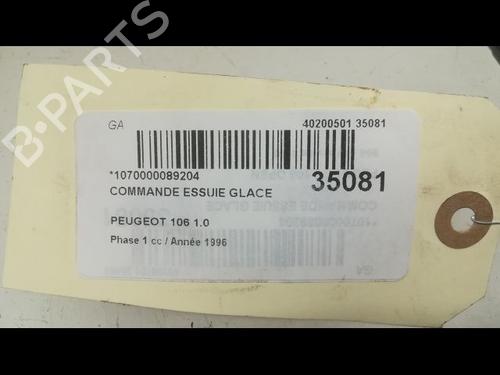 GA
40200501 35081
*1070000089204
COMMANDE ESSUIE GLACE
35081
PEUGEOT 106 1.0
Phase 1 cc / Année 1996
B-PARTS